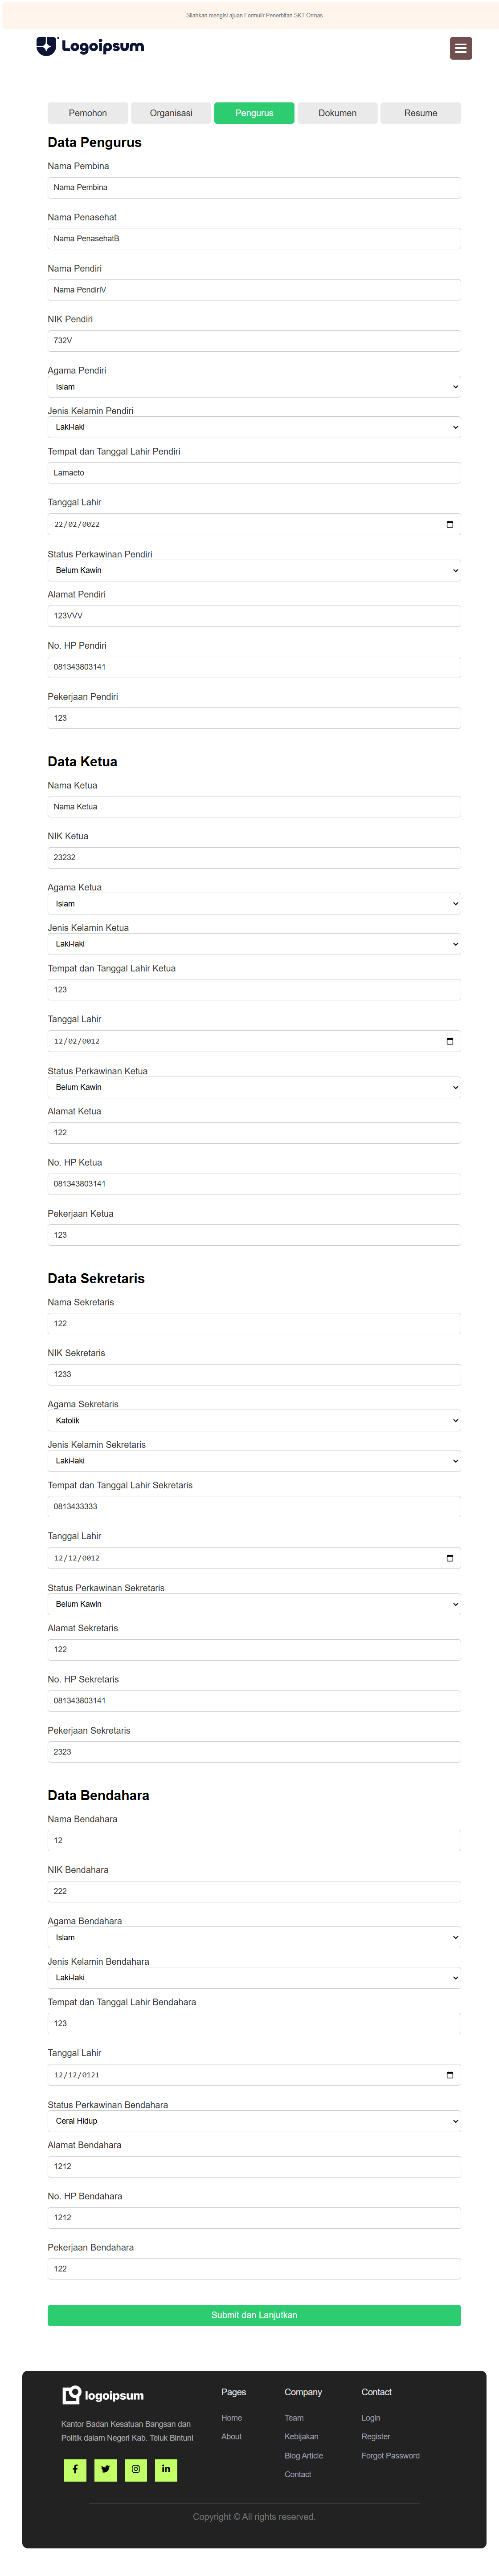 Silahkan mengisi ajuan Formulir Penerbitan SKT Ormas
Logoipsum
Pemohon
Organisasi
Pengurus
Dokumen
Resume
Data Pengurus
Nama Pembina
Nama Pembina
Nama Penasehat
Nama PenasehatB
Nama Pendiri
Nama PendiriV
NIK Pendiri
732V
Agama Pendiri
Islam
Jenis Kelamin Pendiri
Laki-laki
Tempat dan Tanggal Lahir Pendiri
Lamaeto
Tanggal Lahir
22/02/0022
Status Perkawinan Pendiri
Belum Kawin
Alamat Pendiri
123VVV
No. HP Pendiri
081343803141
Pekerjaan Pendiri
123
Data Ketua
Nama Ketua
Nama Ketua
NIK Ketua
23232
Agama Ketua
Islam
Jenis Kelamin Ketua
Laki-laki
Tempat dan Tanggal Lahir Ketua
123
Tanggal Lahir
12/02/0012
Status Perkawinan Ketua
Belum Kawin
Alamat Ketua
122
No. HP Ketua
081343803141
Pekerjaan Ketua
123
Data Sekretaris
Nama Sekretaris
122
NIK Sekretaris
1233
Agama Sekretaris
Katolik
Jenis Kelamin Sekretaris
Laki-laki
Tempat dan Tanggal Lahir Sekretaris
0813433333
Tanggal Lahir
12/12/0012
Status Perkawinan Sekretaris
Belum Kawin
Alamat Sekretaris
122
No. HP Sekretaris
081343803141
Pekerjaan Sekretaris
2323
Data Bendahara
Nama Bendahara
12
NIK Bendahara
222
Agama Bendahara
Islam
Jenis Kelamin Bendahara
Laki-laki
Tempat dan Tanggal Lahir Bendahara
123
Tanggal Lahir
12/12/0121
Status Perkawinan Bendahara
Cerai Hidup
Alamat Bendahara
1212
No. HP Bendahara
1212
Pekerjaan Bendahara
122
Submit dan Lanjutkan
logoipsum
Kantor Badan Kesatuan Bangsan dan
Politik dalam Negeri Kab. Teluk Bintuni
Pages
Home
About
Company
Team
Kebijakan
Blog Article
Contact
Contact
Login
Register
Forgot Password
Copyright © All rights reserved.